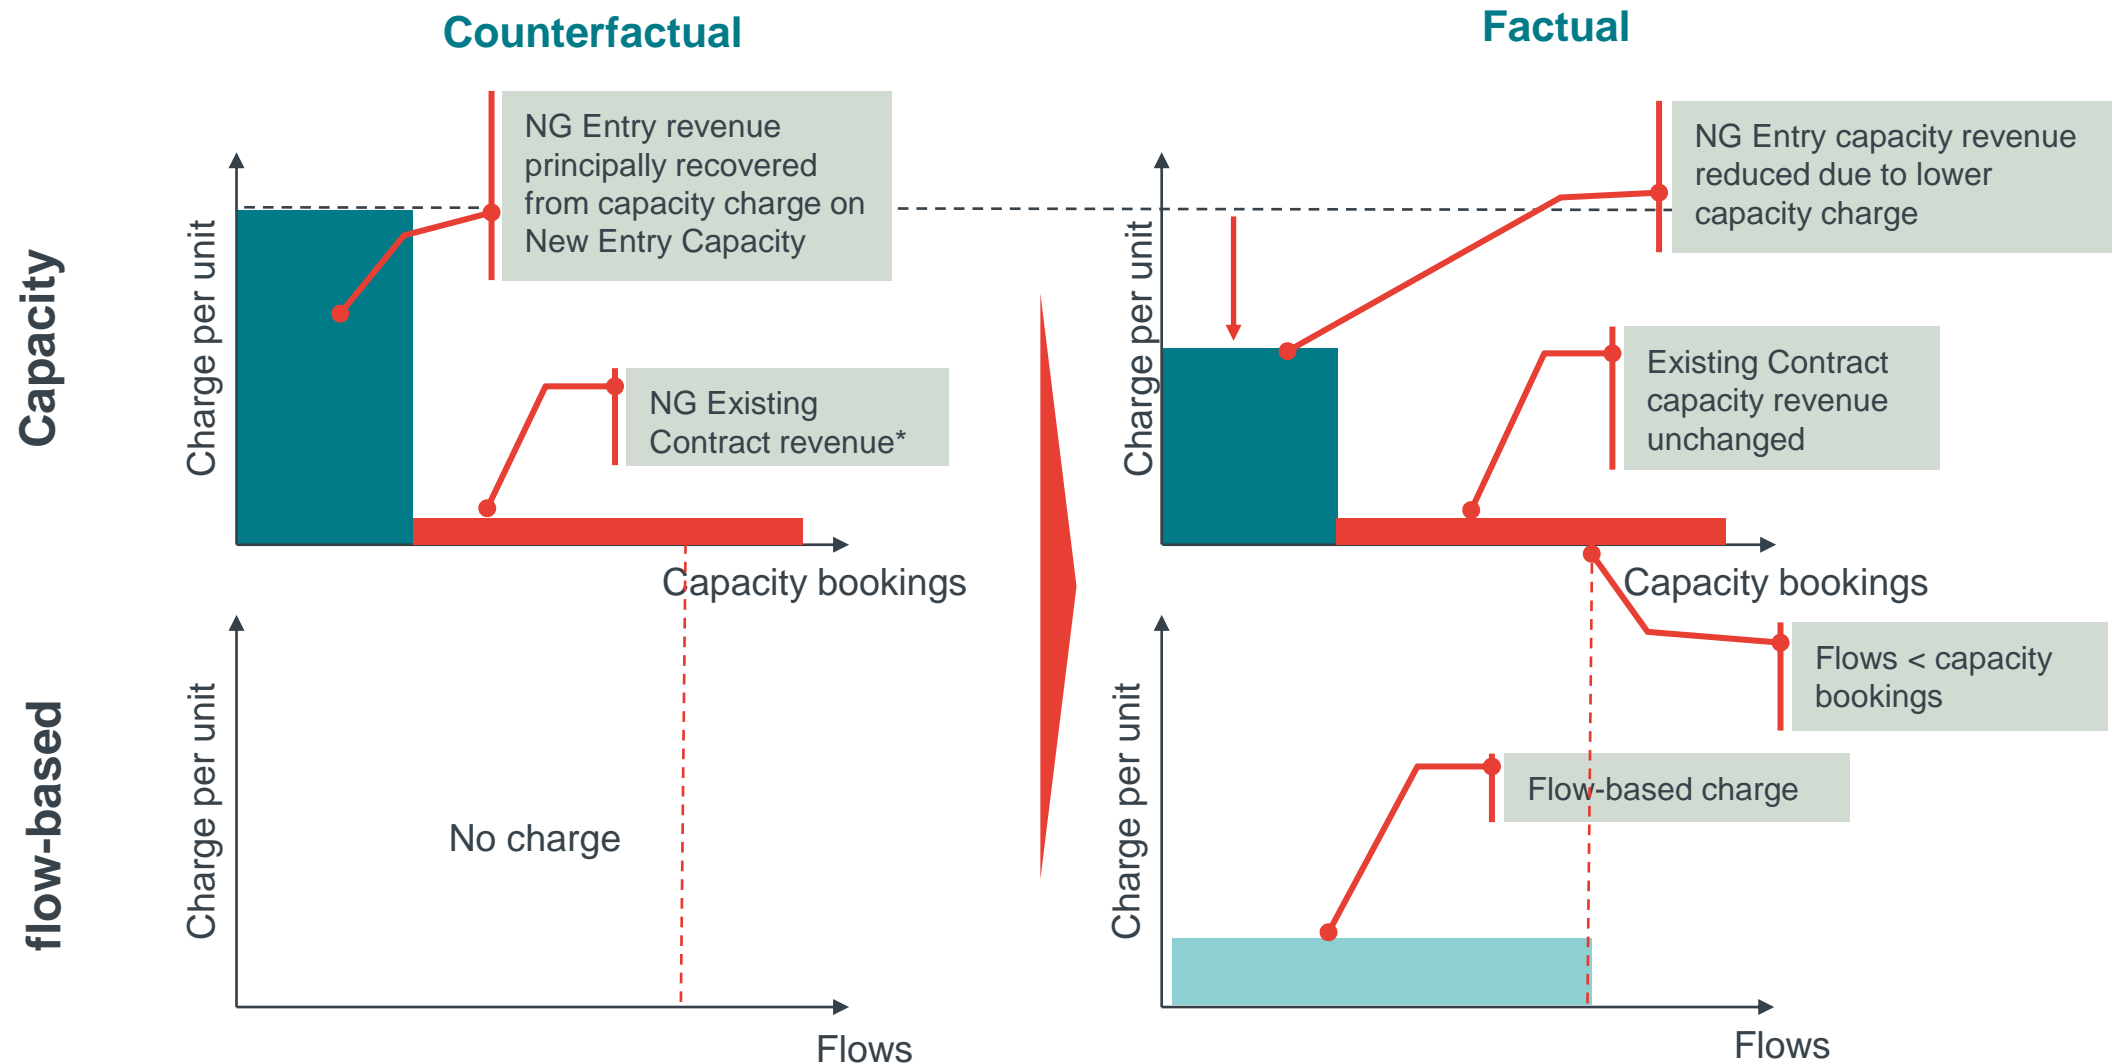 Counterfactual
Factual
Capacity
Charge per unit
NG Entry revenue
principally recovered
from capacity charge on
New Entry Capacity
NG Existing
Contract revenue*
Capacity bookings
Charge per unit
NG Entry capacity revenue
reduced due to lower
capacity charge
Existing Contract
capacity revenue
unchanged
Capacity bookings
Flows < capacity
bookings
flow-based
Charge per unit
No charge
Flows
Charge per unit
Flow-based charge
Flows